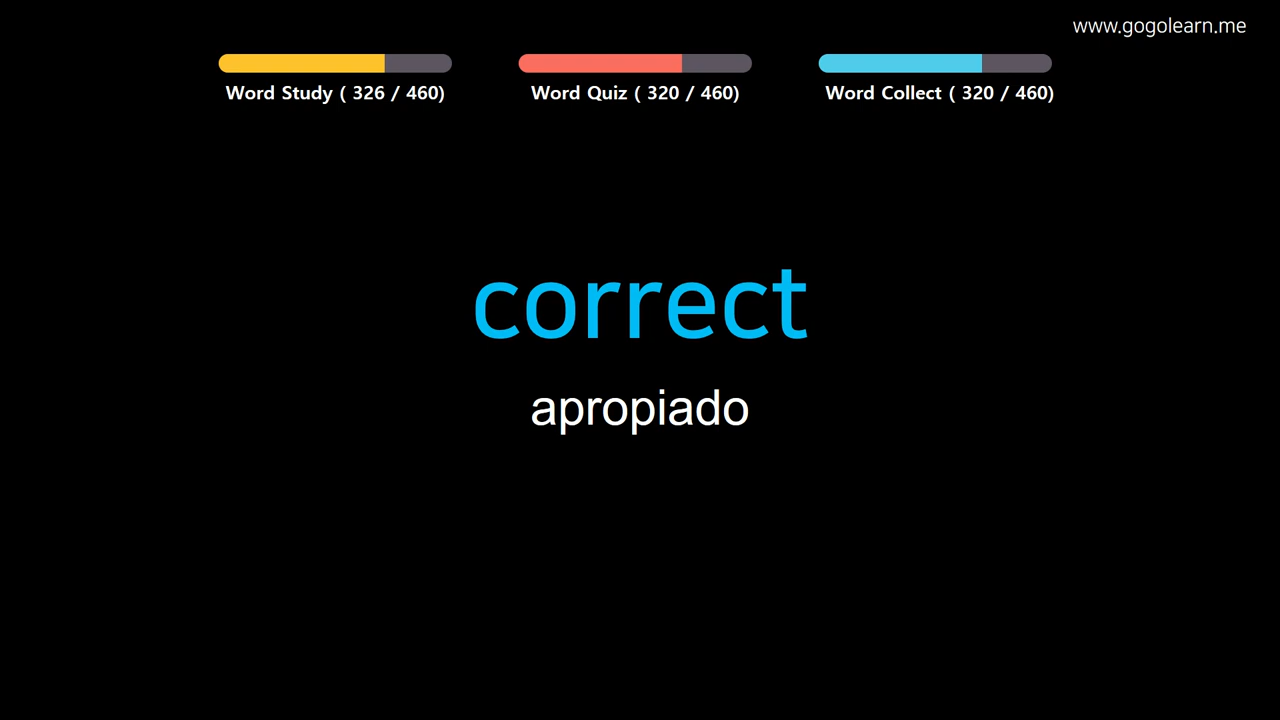 www.gogolearn.me
Word Study ( 326 / 460)
Word Quiz ( 320 / 460)
Word Collect ( 320 / 460)
correct
apropiado